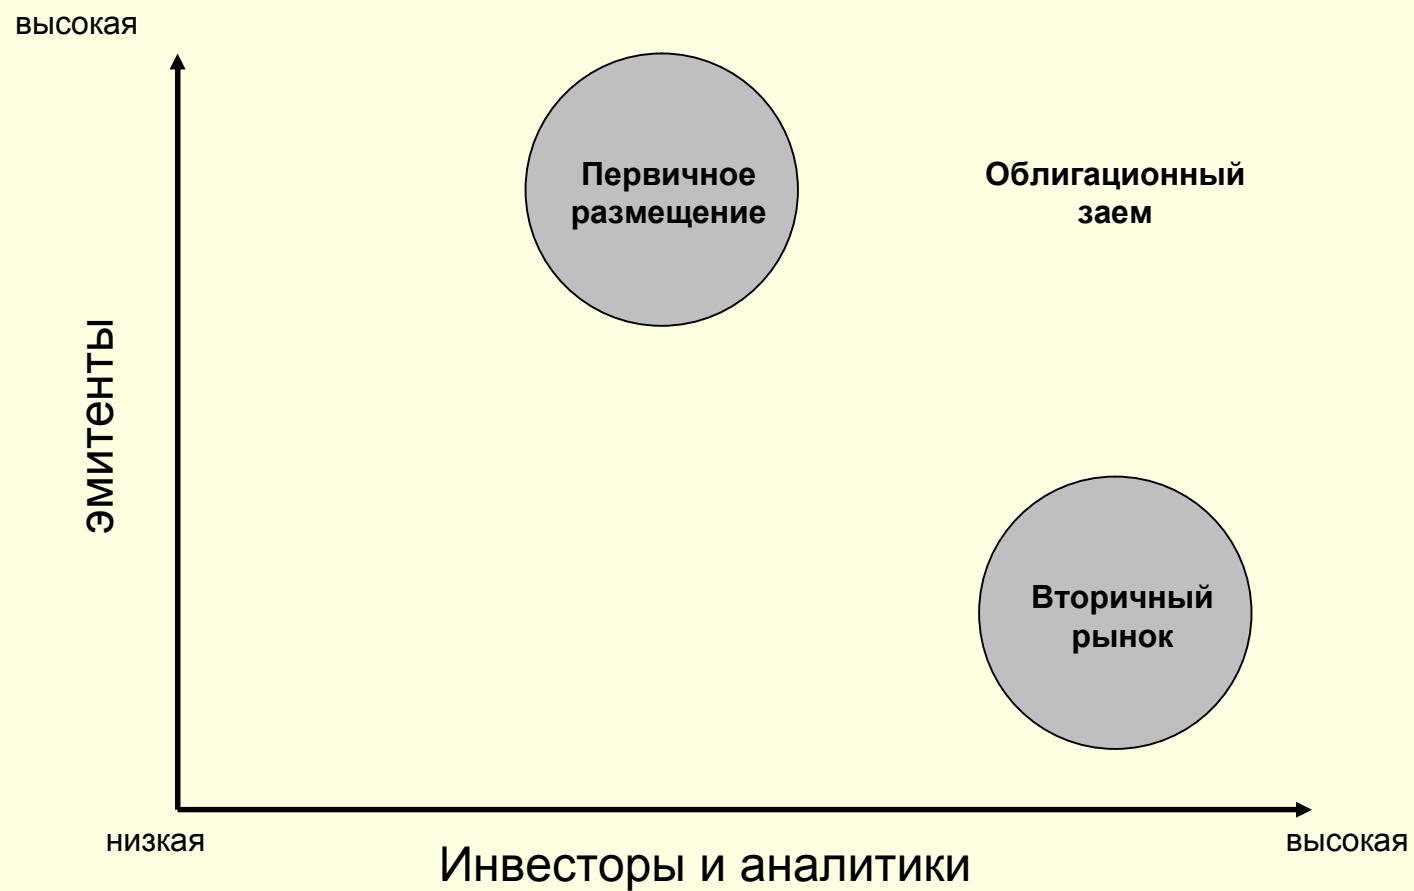 высокая
Первичное
размещение
Облигационный
заем
эмитенты
Вторичный
рынок
низкая
высокая
Инвесторы и аналитики